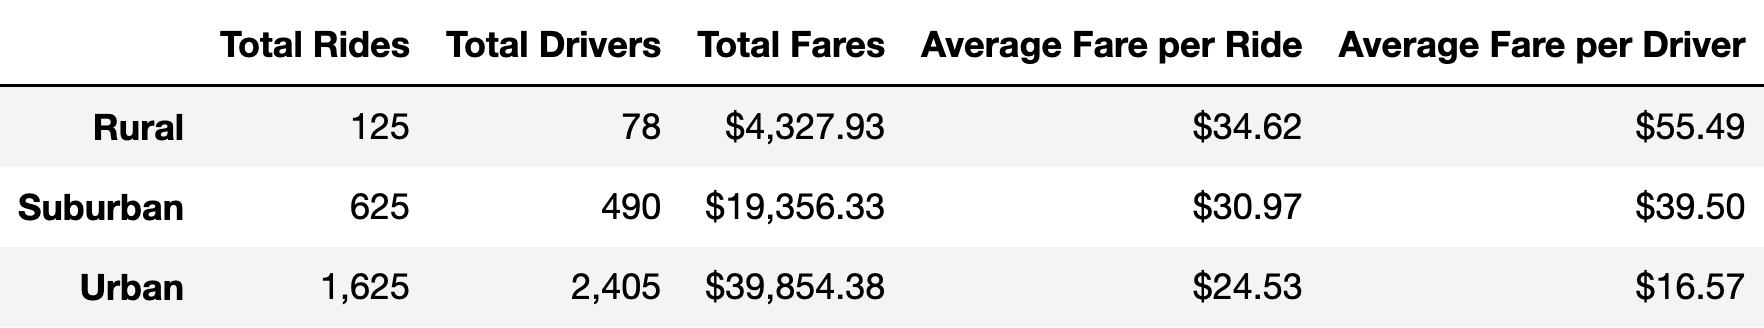 Total Rides Total Drivers Total Fares Average Fare per Ride Average Fare per Driver
Rural 125 78 $4,327.93 $34.62 $55.49
Suburban 625 490 $19,356.33 $30.97 $39.50
Urban 1,625 2,405 $39,854.38 $24.53 $16.57